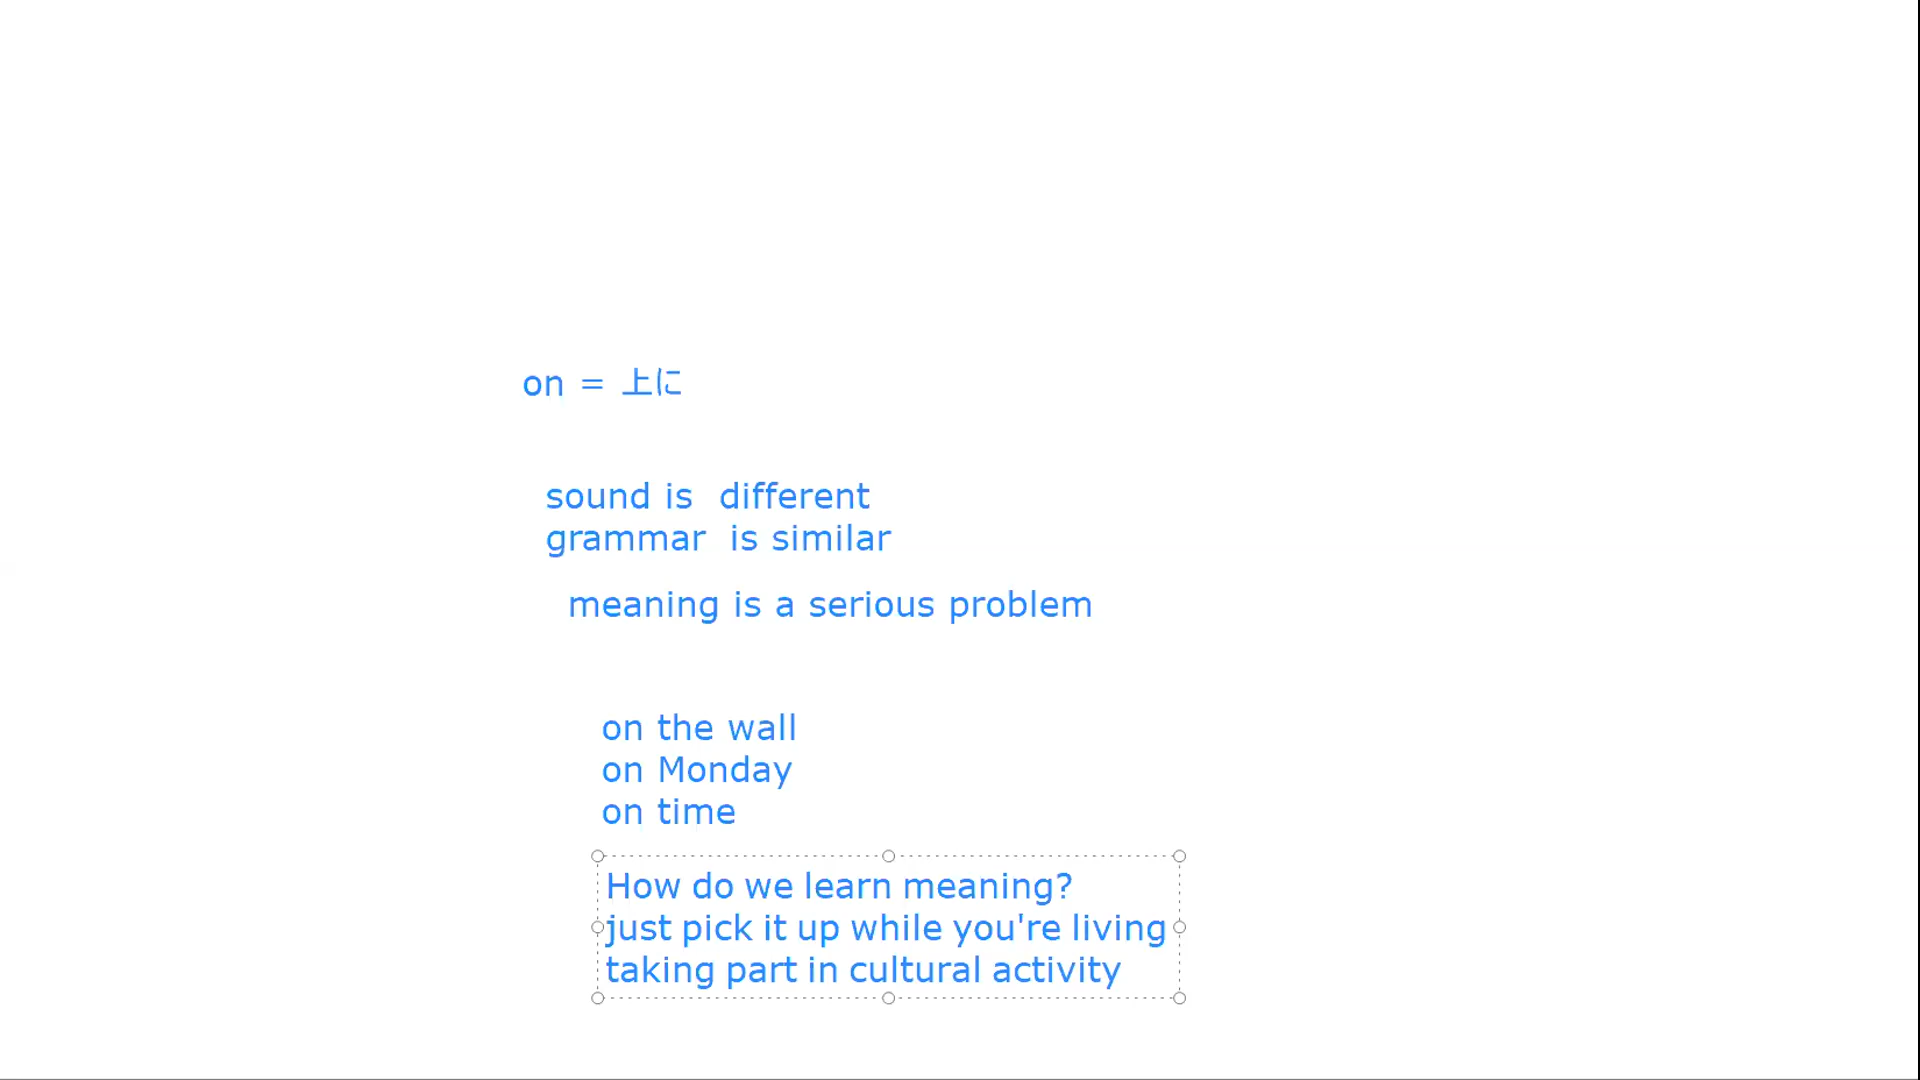 on = 上に
sound is different
grammar is similar
meaning is a serious problem
on the wall
on Monday
on time
How do we learn meaning?
just pick it up while you're living
taking part in cultural activity